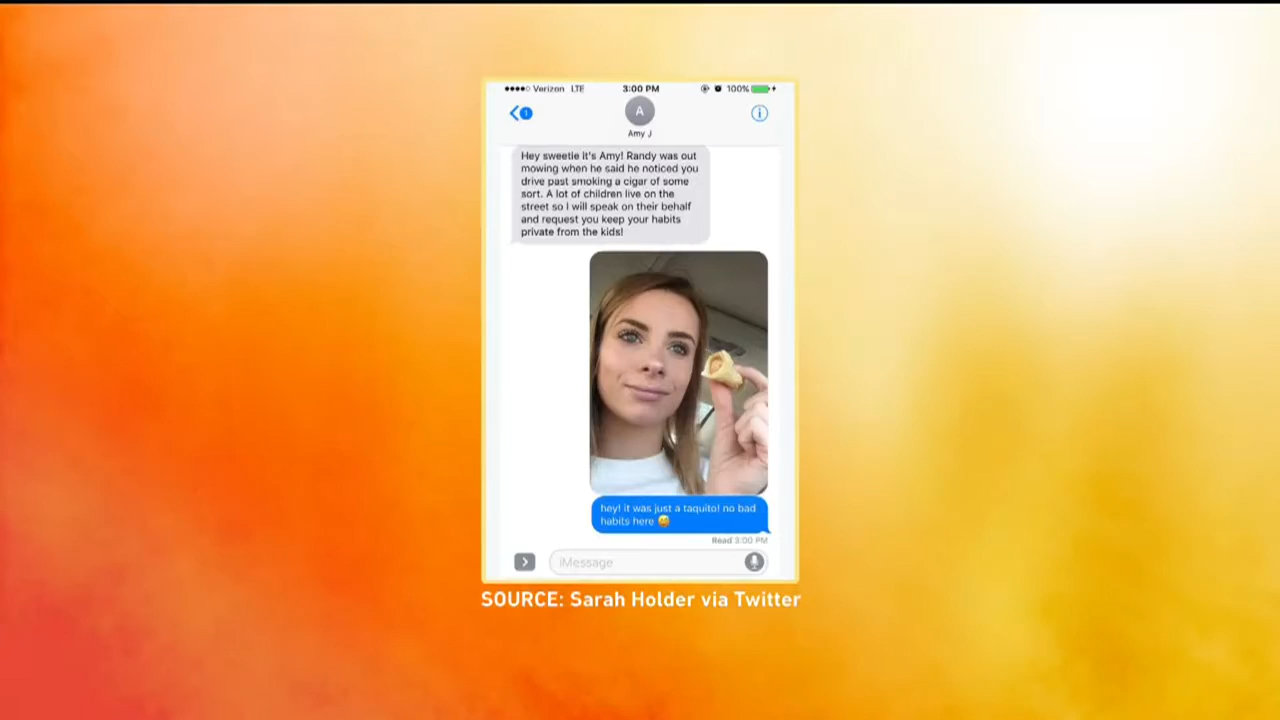 Verizon LTE 3:00 PM 100%
1
A
Amy J
Hey sweetie it's Amy! Randy was out
mowing when he said he noticed you
drive past smoking a cigar of some
sort. A lot of children live on the
street so I will speak on their behalf
and request you keep your habits
private from the kids!
hey! it was just a taquito! no bad
habits here 🤣
Read 3:00 PM
iMessage
SOURCE: Sarah Holder via Twitter